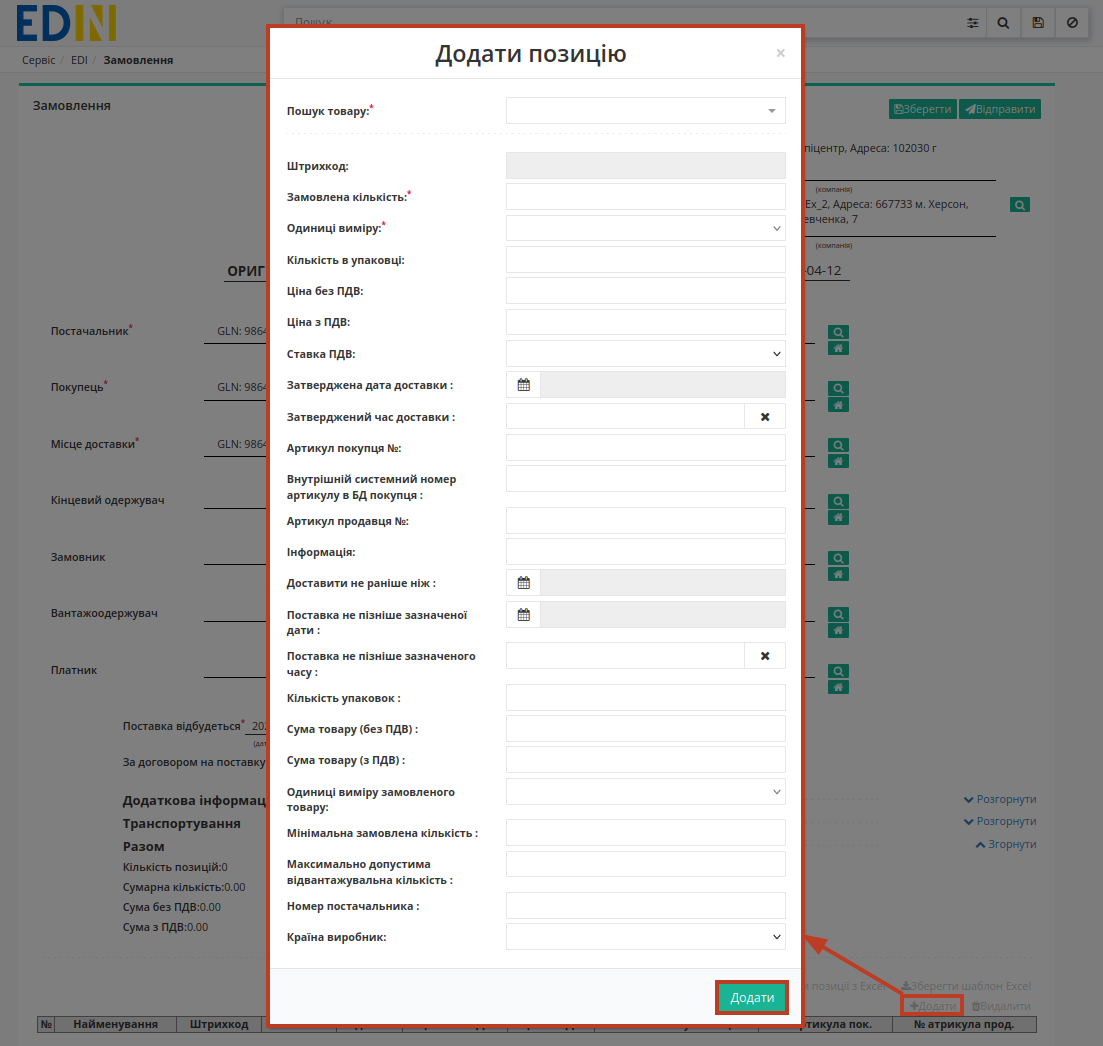 EDIN
Пошук
Сервіс / EDI / Замовлення
Замовлення
Зберегти
Відправити
Додати позицію
×
Пошук товару:*
Штрихкод:
Замовлена кількість:*
Одиниці виміру:*
Кількість в упаковці:
Ціна без ПДВ:
Ціна з ПДВ:
Ставка ПДВ:
Затверджена дата доставки :
Затверджений час доставки :
Артикул покупця №:
Внутрішній системний номер
артикулу в БД покупця :
Артикул продавця №:
Інформація:
Доставити не раніше ніж :
Поставка не пізніше зазначеної
дати :
Поставка не пізніше зазначеного
часу :
Кількість упаковок :
Сума товару (без ПДВ) :
Сума товару (з ПДВ) :
Одиниці виміру замовленого
товару:
Мінімальна замовлена кількість :
Максимально допустима
відвантажувальна кількість :
Номер постачальника :
Країна виробник:
Додати
піцентр, Адреса: 102030 г
(компанія)
Ex_2, Адреса: 667733 м. Херсон,
евченка, 7
(компанія)
ОРИГ
-04-12
Постачальник* GLN: 9864
Покупець* GLN: 9864
Місце доставки* GLN: 9864
Кінцевий одержувач
Замовник
Вантажоодержувач
Платник
Поставка відбудеться* 202
(дат
За договором на поставку
Додаткова інформац
Розгорнути
Транспортування
Розгорнути
Разом
Згорнути
Кількість позицій:0
Сумарна кількість:0.00
Сума без ПДВ:0.00
Сума з ПДВ:0.00
и позиції з Excel Зберегти шаблон Excel
Додати Видалити
№ Найменування Штрихкод ртикула пок. № атрикула прод.